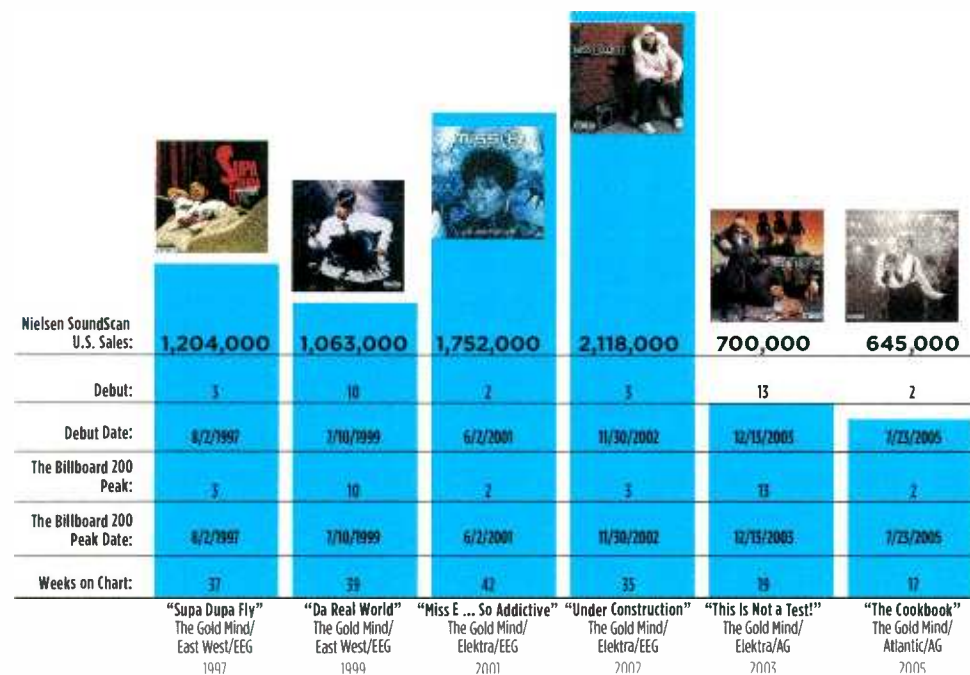 SUPA
MISS E
Nielsen SoundScan
U.S. Sales: 1,204,000 1,063,000 1,752,000 2,118,000 700,000 645,000
Debut: 3 10 2 3 13 2
Debut Date: 8/2/1997 7/10/1999 6/2/2001 11/30/2002 12/13/2003 7/23/2005
The Billboard 200
Peak: 3 10 2 3 13 2
The Billboard 200
Peak Date: 8/2/1997 7/10/1999 6/2/2001 11/30/2002 12/13/2003 7/23/2005
Weeks on Chart: 37 39 42 35 19 17
"Supa Dupa Fly" "Da Real World" "Miss E ... So Addictive" "Under Construction" "This Is Not a Test!" "The Cookbook"
The Gold Mind/ The Gold Mind/ The Gold Mind/ The Gold Mind/ The Gold Mind/ The Gold Mind/
East West/EEG East West/EEG Elektra/EEG Elektra/EEG Elektra/AG Atlantic/AG
1997 1999 2001 2002 2003 2005